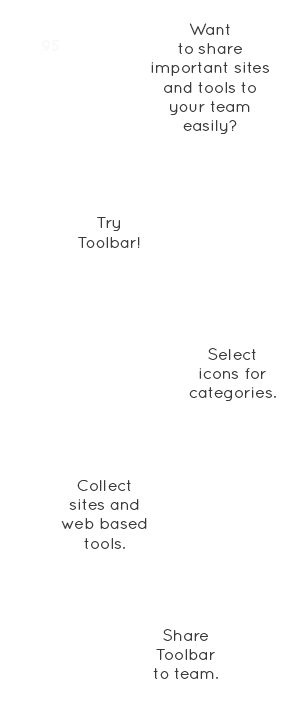 Want
to share
important sites
and tools to
your team
easily?
95
Try
Toolbar!
Select
icons for
categories.
Collect
sites and
web based
tools.
Share
Toolbar
to team.